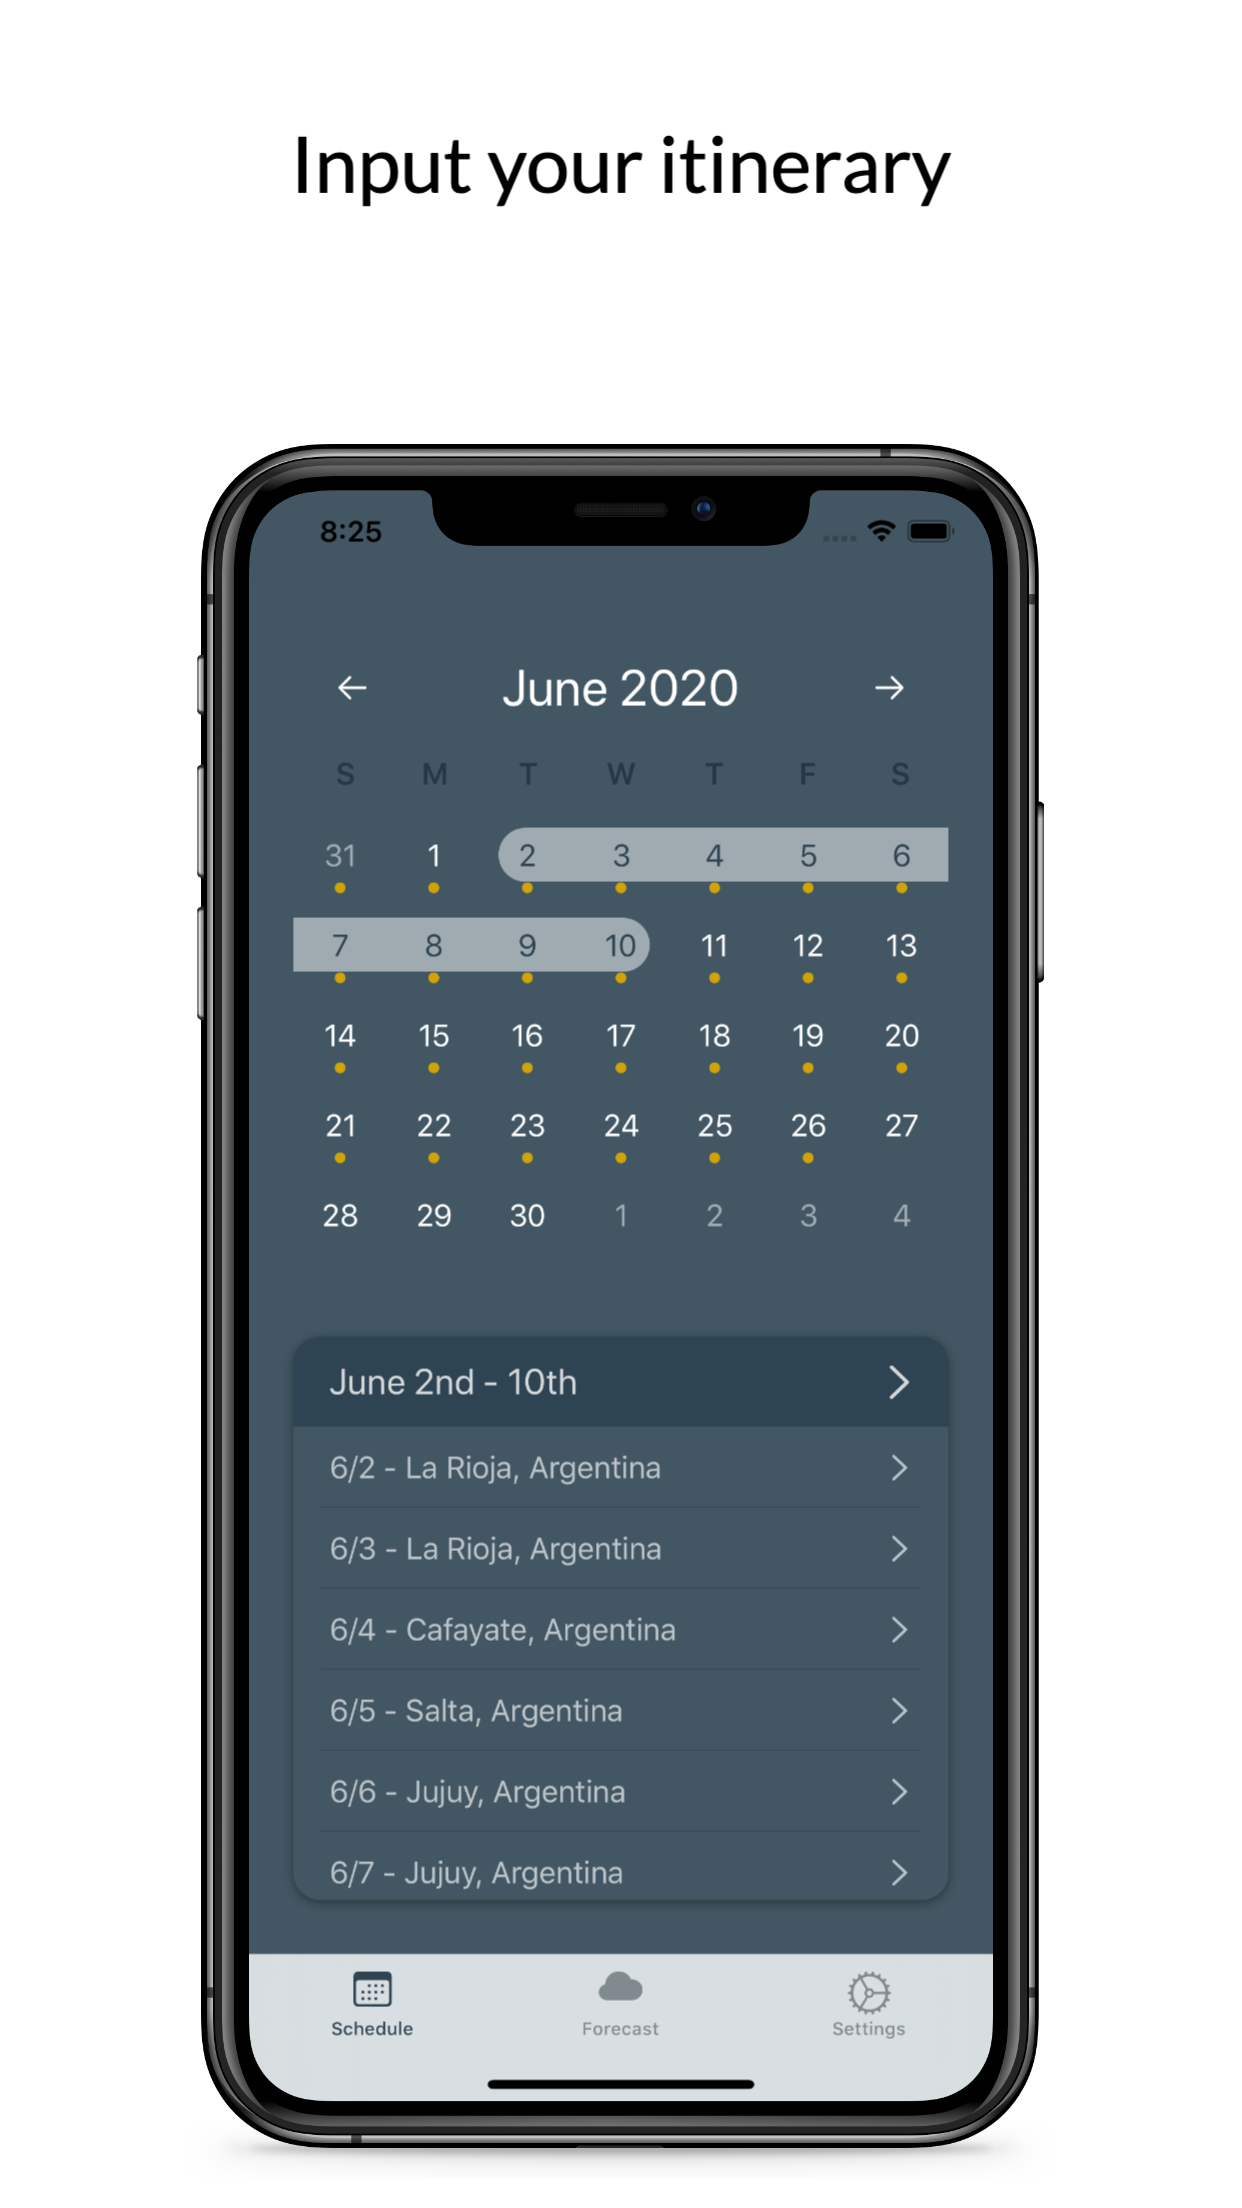 Input your itinerary
8:25
June 2020
S M T W T F S
31 1 2 3 4 5 6
7 8 9 10 11 12 13
14 15 16 17 18 19 20
21 22 23 24 25 26 27
28 29 30 1 2 3 4
June 2nd - 10th
6/2 - La Rioja, Argentina
6/3 - La Rioja, Argentina
6/4 - Cafayate, Argentina
6/5 - Salta, Argentina
6/6 - Jujuy, Argentina
6/7 - Jujuy, Argentina
Schedule Forecast Settings